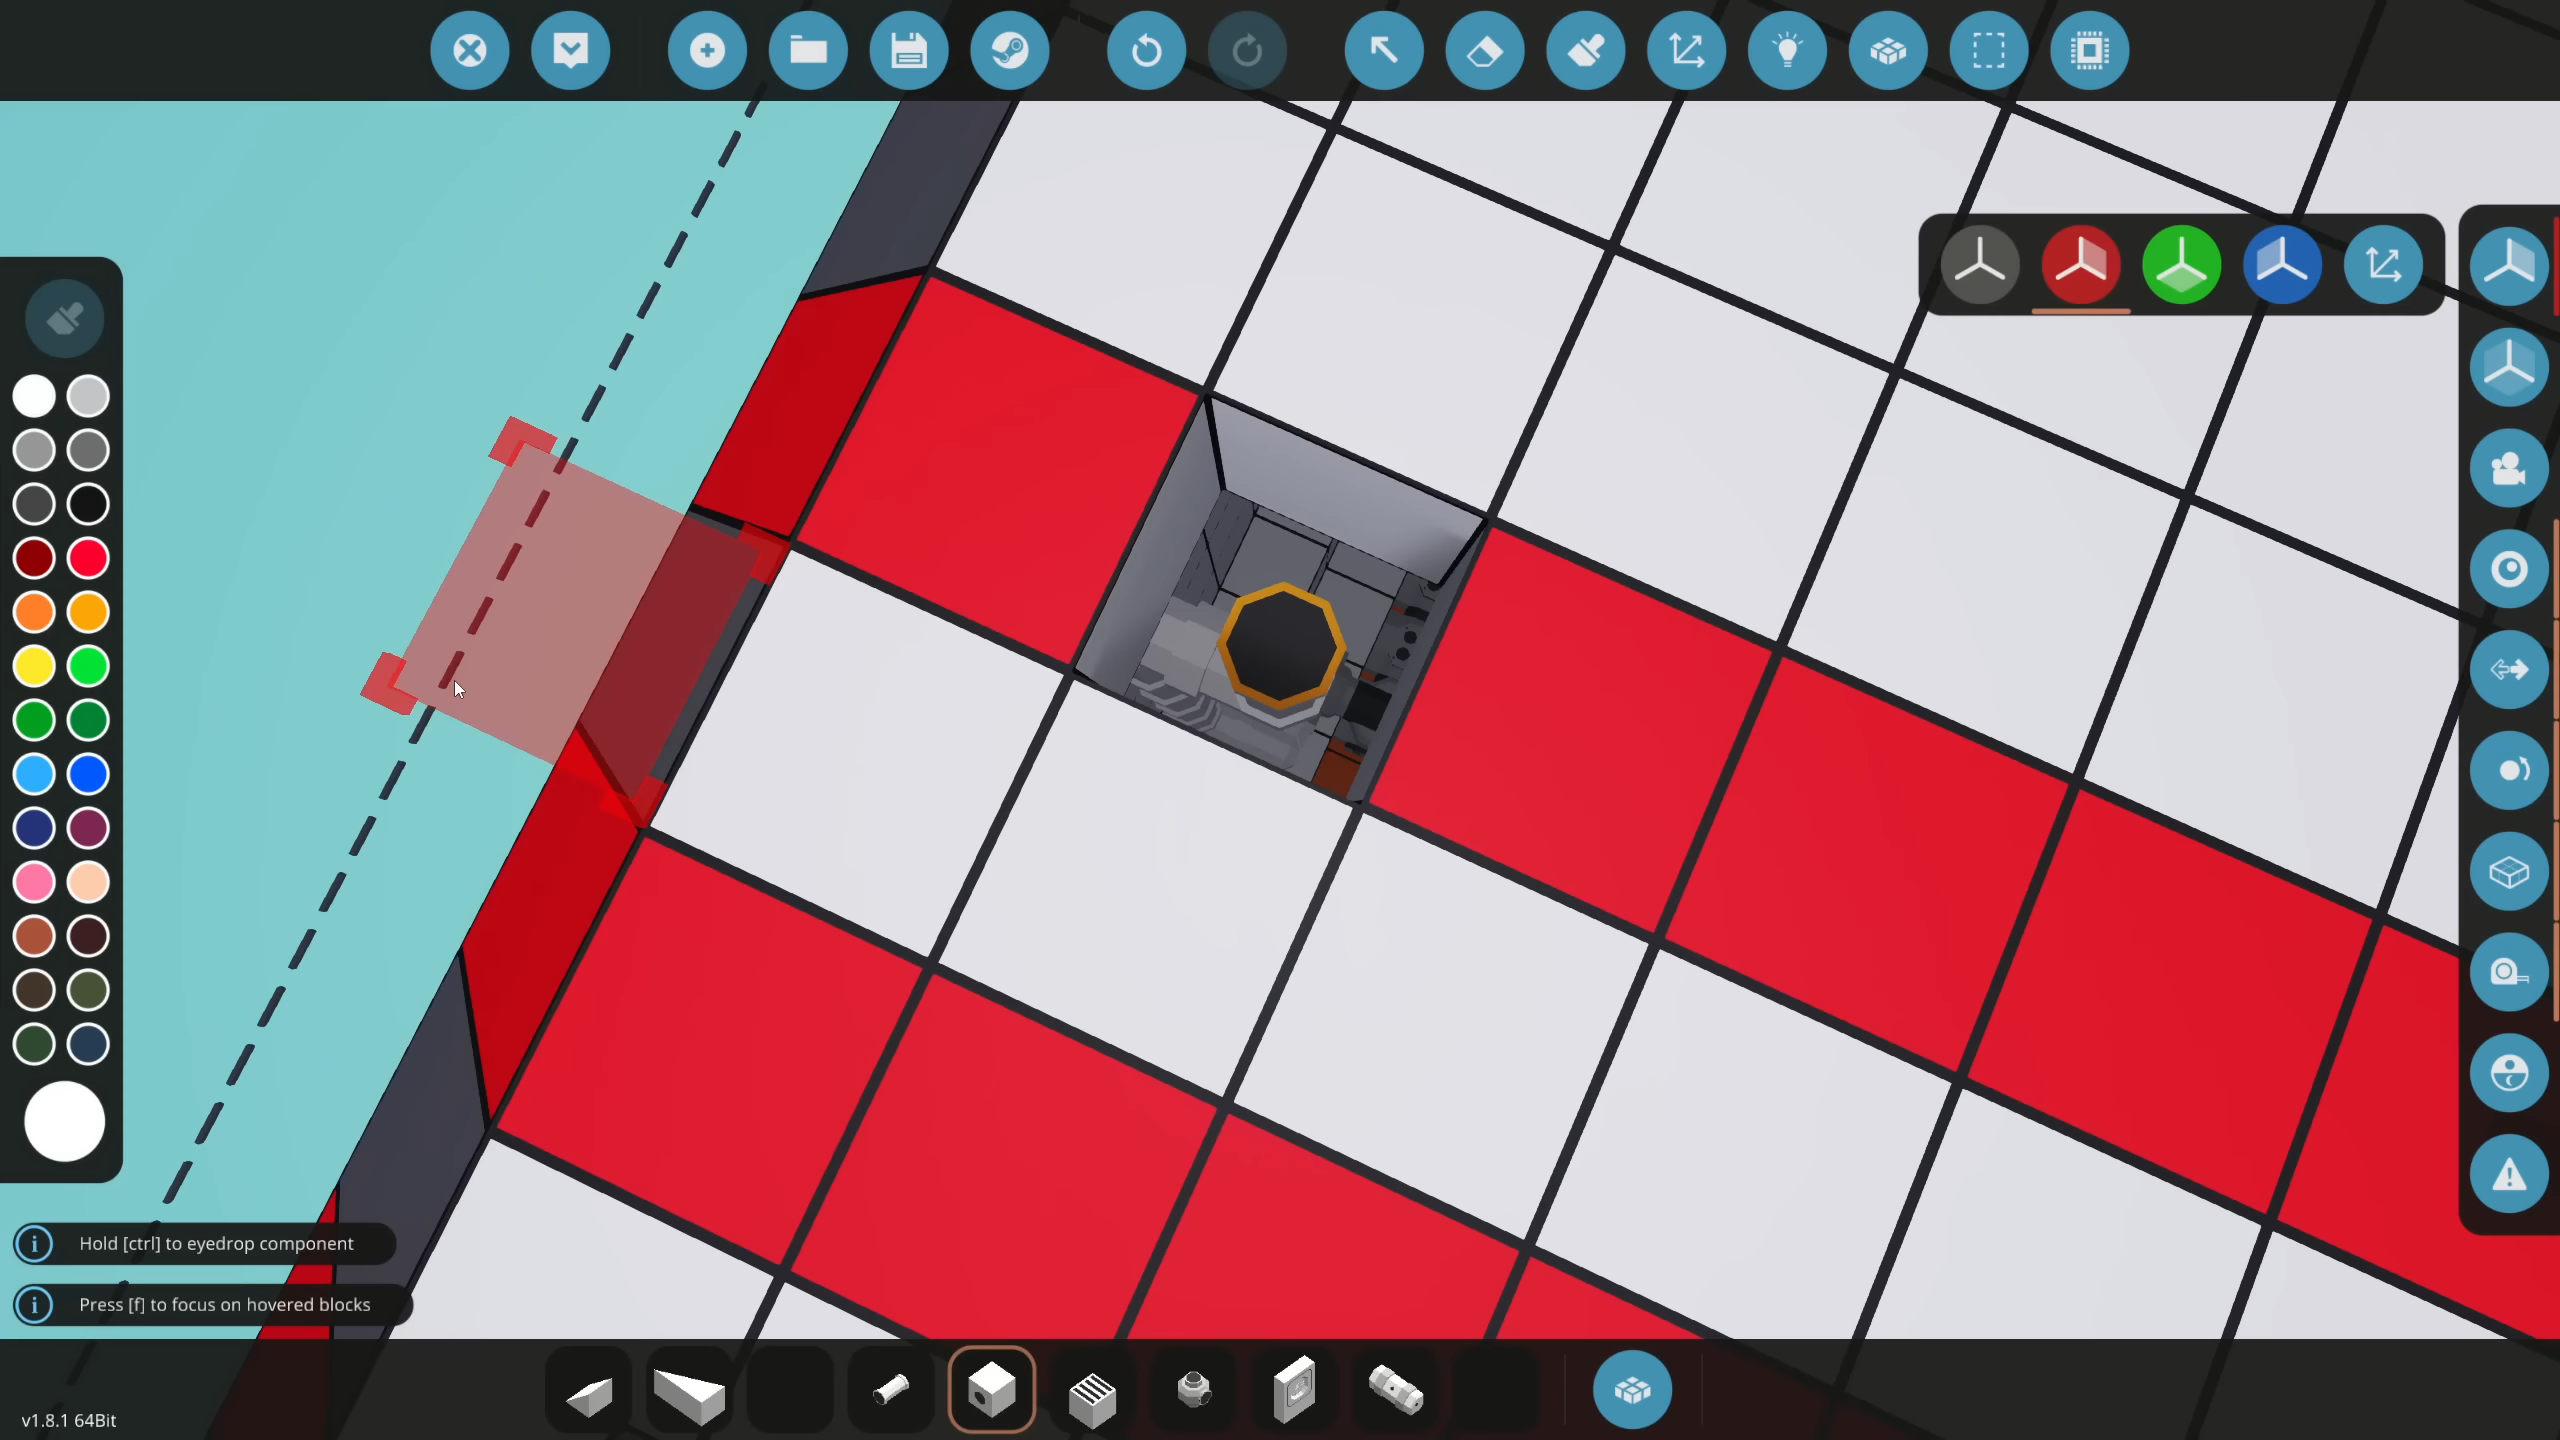 Hold [ctrl] to eyedrop component
Press [f] to focus on hovered blocks
v1.8.1 64Bit